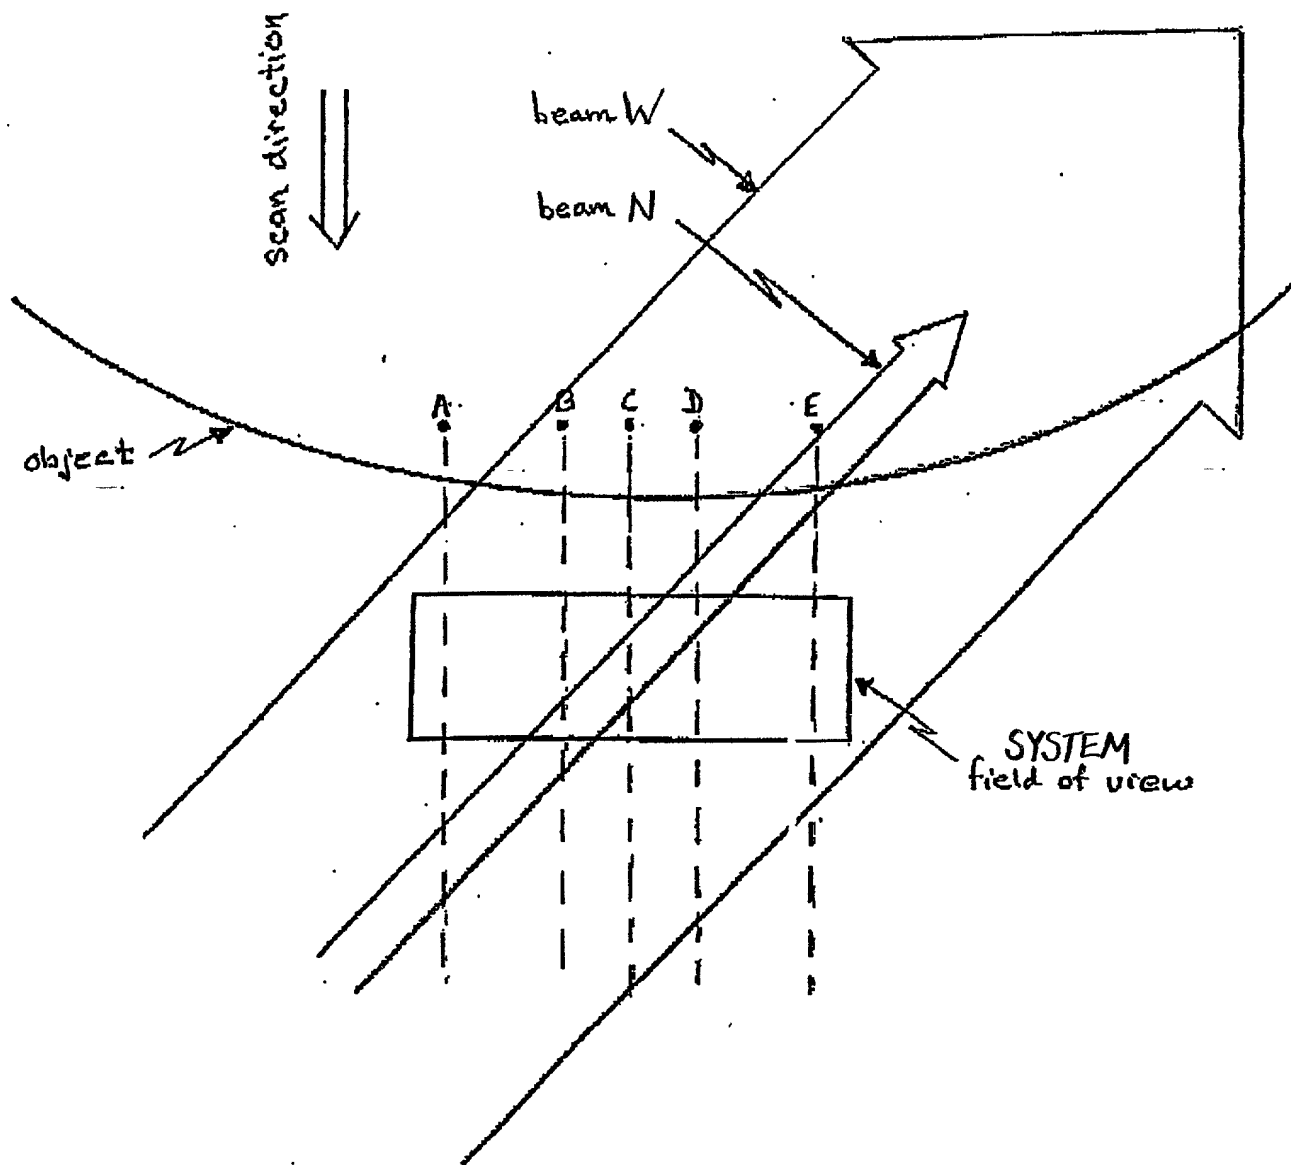 scan direction
beam W
beam N
A B C D E
object
SYSTEM
field of view